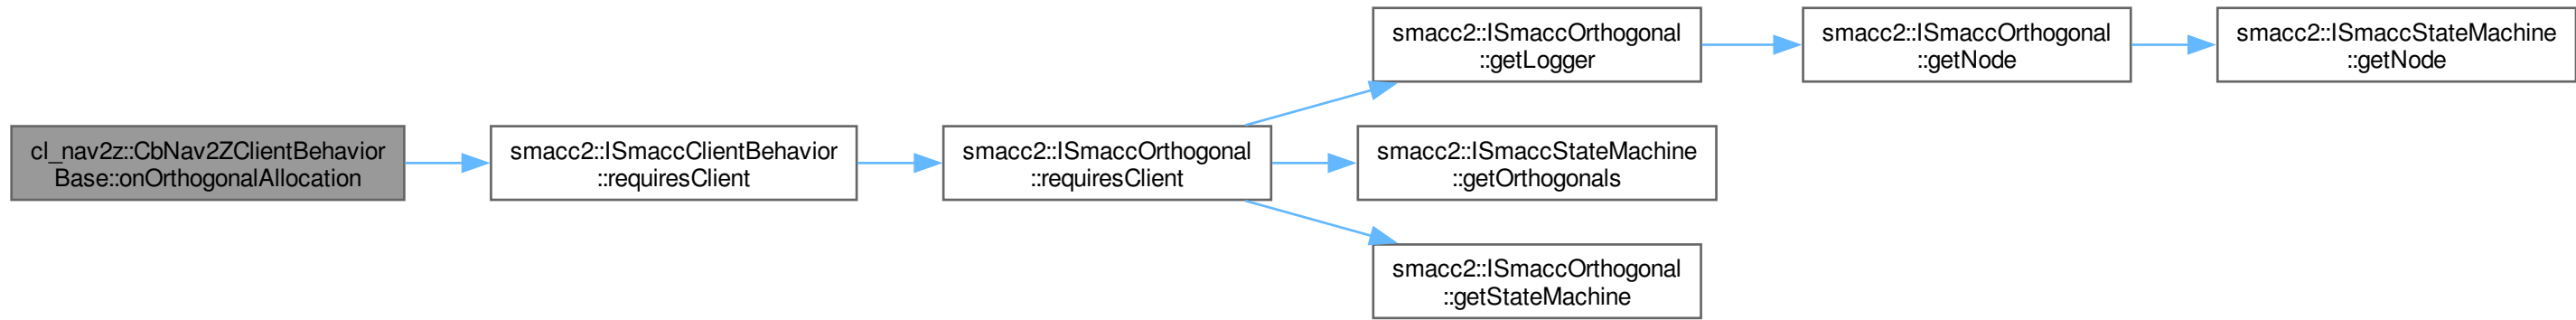 cl_nav2z::CbNav2ZClientBehavior
Base::onOrthogonalAllocation
smacc2::ISmaccClientBehavior
::requiresClient
smacc2::ISmaccOrthogonal
::requiresClient
smacc2::ISmaccOrthogonal
::getLogger
smacc2::ISmaccOrthogonal
::getNode
smacc2::ISmaccStateMachine
::getNode
smacc2::ISmaccStateMachine
::getOrthogonals
smacc2::ISmaccOrthogonal
::getStateMachine